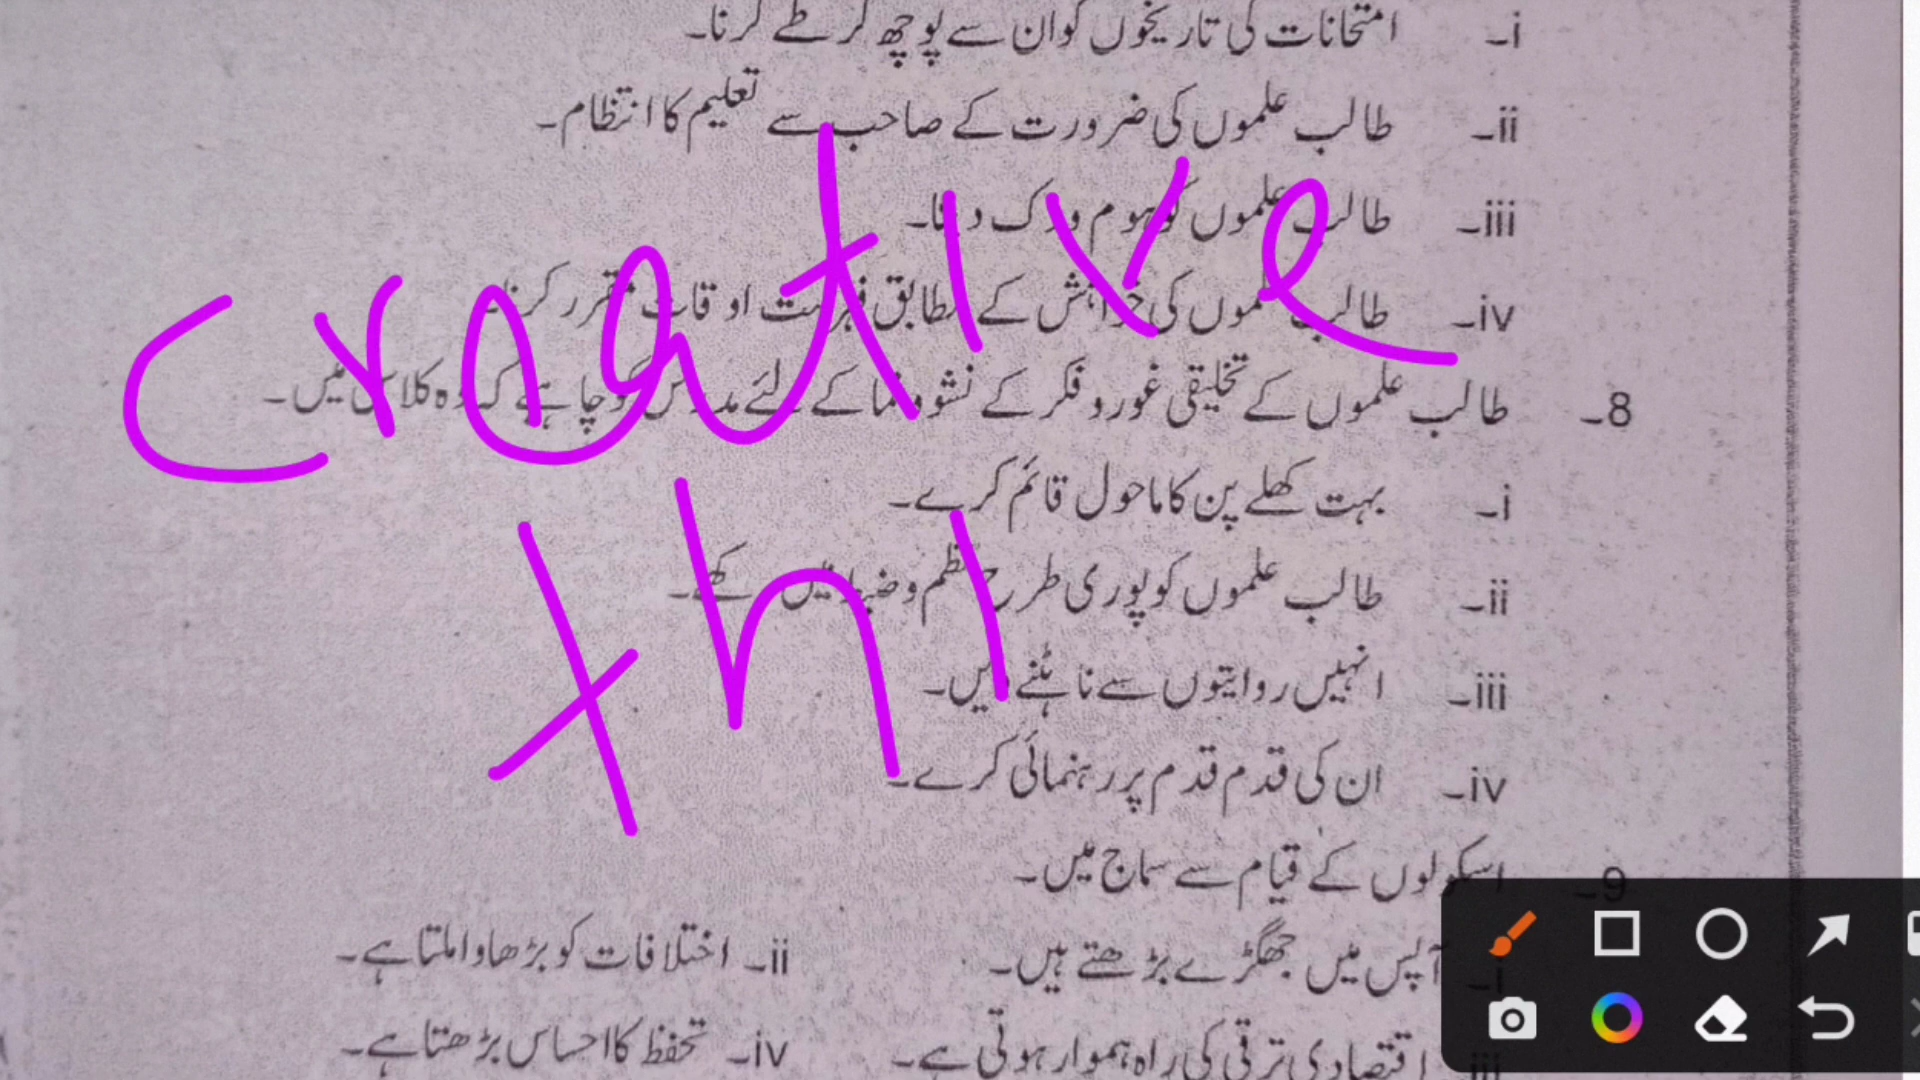 i۔ امتحانات کی تاریخوں کو ان سے پوچھ کر طے کرنا۔
ii۔ طالب علموں کی ضرورت کے صاحب سے تعلیم کا انتظام۔
iii۔ طالب علموں کو ہوم ورک دینا۔
iv۔ طالب علموں کی خواہش کے مطابق فرصت اوقات مقرر کرنا۔
8۔ طالب علموں کے تخلیقی غور و فکر کے نشوونما کے لئے مدرس کو چاہئے کہ وہ کلاس میں۔
i۔ بہت کھلے پن کا ماحول قائم کرے۔
ii۔ طالب علموں کو پوری طرح نظم و ضبط میں رکھے۔
iii۔ انہیں روایتوں سے نا ہٹنے دیں۔
iv۔ ان کی قدم قدم پر رہنمائی کرے۔
9۔ اسکولوں کے قیام سے سماج میں۔
i۔ آپس میں جھگڑے بڑھتے ہیں۔ ii۔ اختلافات کو بڑھاوا ملتا ہے۔
iii۔ اقتصادی ترقی کی راہ ہموار ہوتی ہے۔ iv۔ تحفظ کا احساس بڑھتا ہے۔
creative
thi